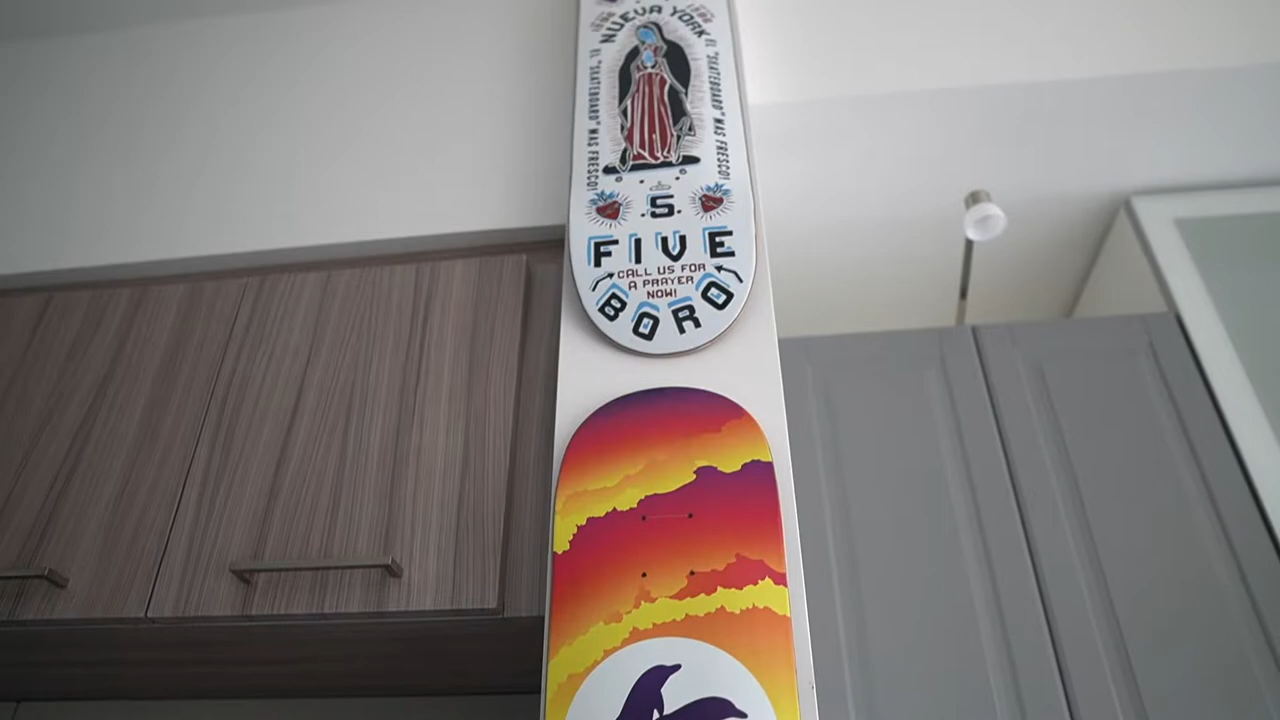 NUEVA YORK
EL "SKATEBOARD" MAS FRESCO!
EL "SKATEBOARD" MAS FRESCO!
.5.
FIVE
CALL US FOR
A PRAYER
NOW!
BORO